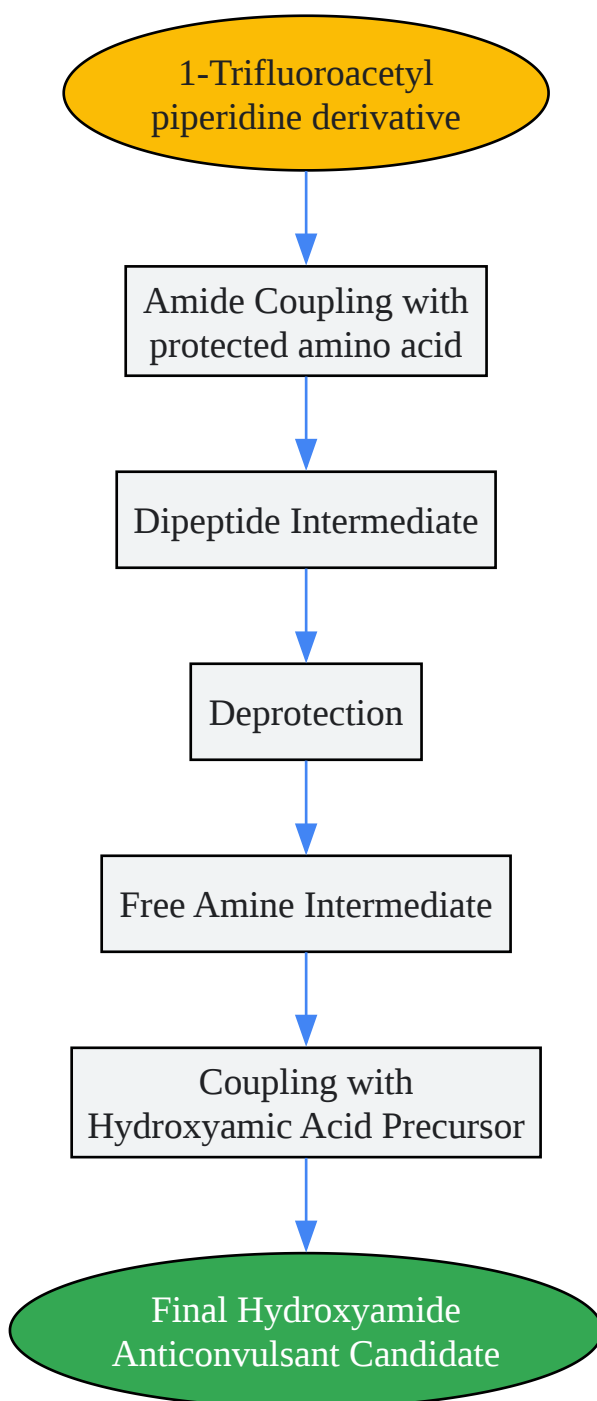 1-Trifluoroacetyl
piperidine derivative
Amide Coupling with
protected amino acid
Dipeptide Intermediate
Deprotection
Free Amine Intermediate
Coupling with
Hydroxyamic Acid Precursor
Final Hydroxyamide
Anticonvulsant Candidate